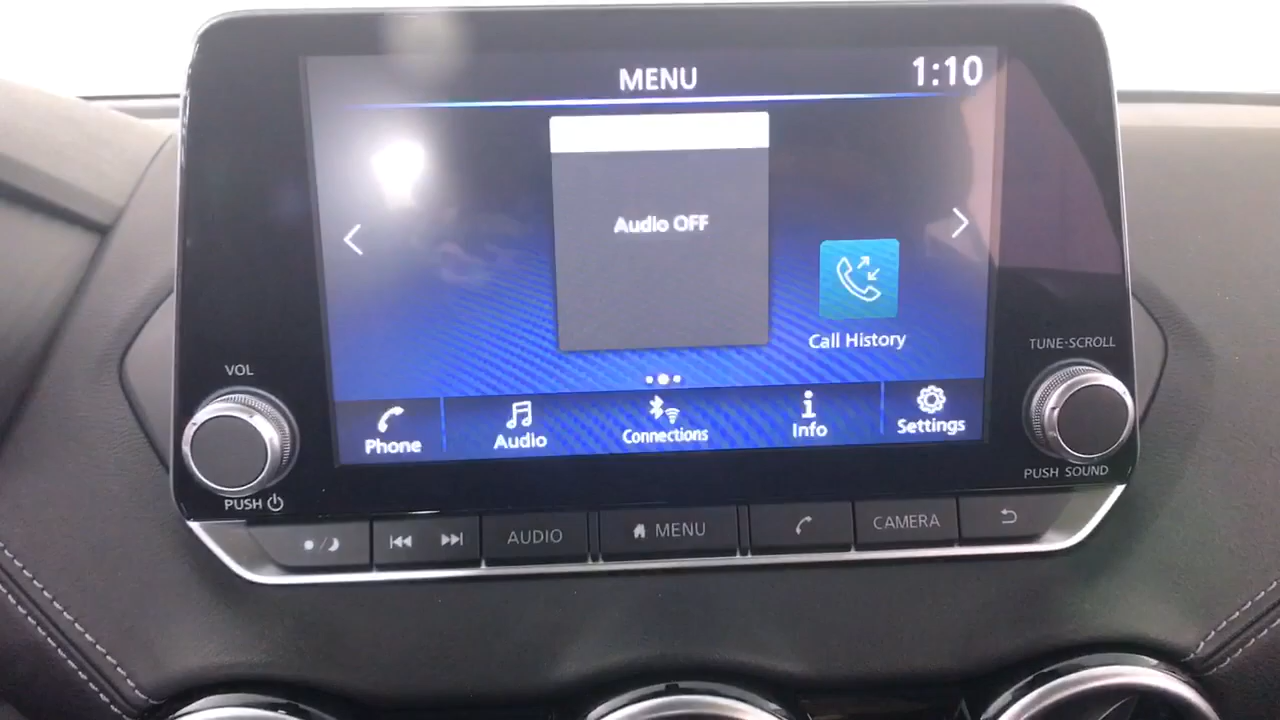 MENU
1:10
Audio OFF
Call History
Phone
Audio
Connections
Info
Settings
VOL
PUSH
TUNE·SCROLL
PUSH SOUND
AUDIO
MENU
CAMERA